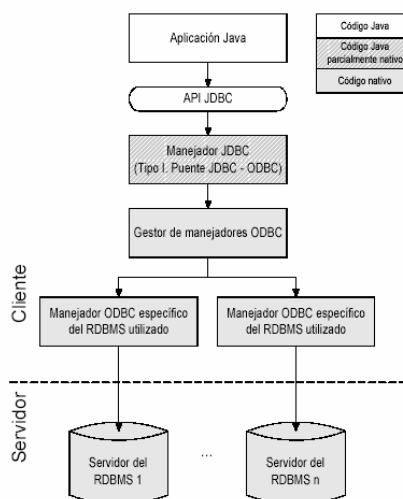 Aplicación Java
Código Java
Código Java
parcialmente nativo
Código nativo
API JDBC
Manejador JDBC
(Tipo I. Puente JDBC - ODBC)
Gestor de manejadores ODBC
Cliente
Manejador ODBC específico
del RDBMS utilizado
Manejador ODBC específico
del RDBMS utilizado
Servidor
Servidor del
RDBMS 1
...
Servidor del
RDBMS n